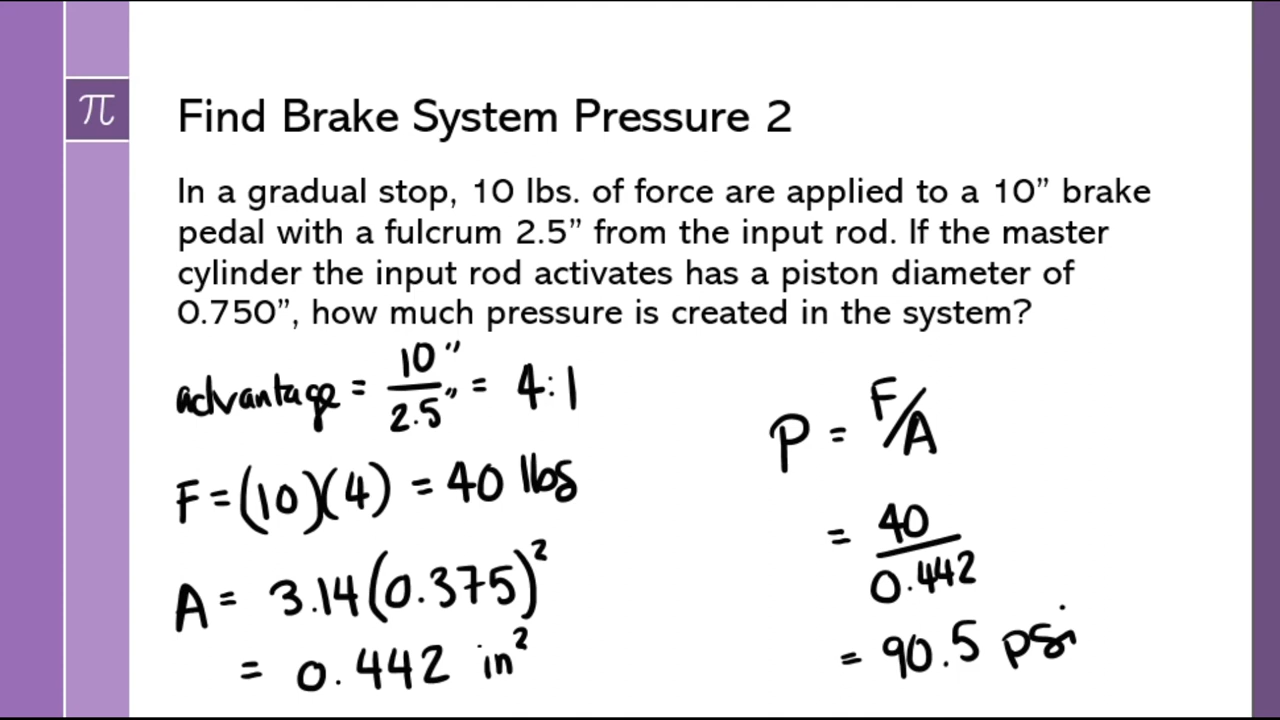 π
Find Brake System Pressure 2
In a gradual stop, 10 lbs. of force are applied to a 10” brake
pedal with a fulcrum 2.5” from the input rod. If the master
cylinder the input rod activates has a piston diameter of
0.750”, how much pressure is created in the system?
advantage = 10" / 2.5" = 4:1
F = (10)(4) = 40 lbs
A = 3.14(0.375)²
= 0.442 in²
P = F/A
= 40 / 0.442
= 90.5 psi